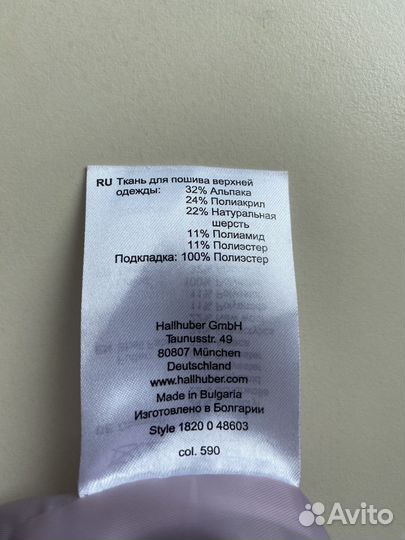 RU Ткань для пошива верхней
одежды: 32% Альпака
24% Полиакрил
22% Натуральная
шерсть
11% Полиамид
11% Полиэстер
Подкладка: 100% Полиэстер
Hallhuber GmbH
Taunusstr. 49
80807 München
Deutschland
www.hallhuber.com
Made in Bulgaria
Изготовлено в Болгарии
Style 1820 0 48603
col. 590
Avito